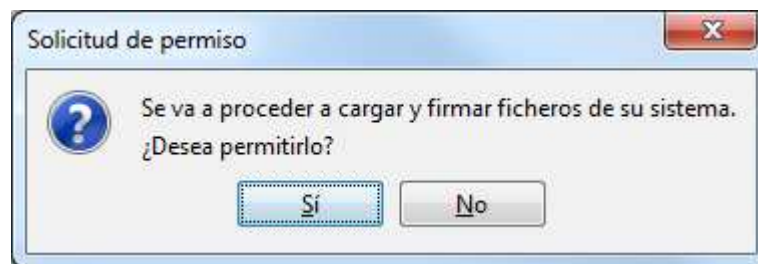 Solicitud de permiso
Se va a proceder a cargar y firmar ficheros de su sistema.
¿Desea permitirlo?
Sí No